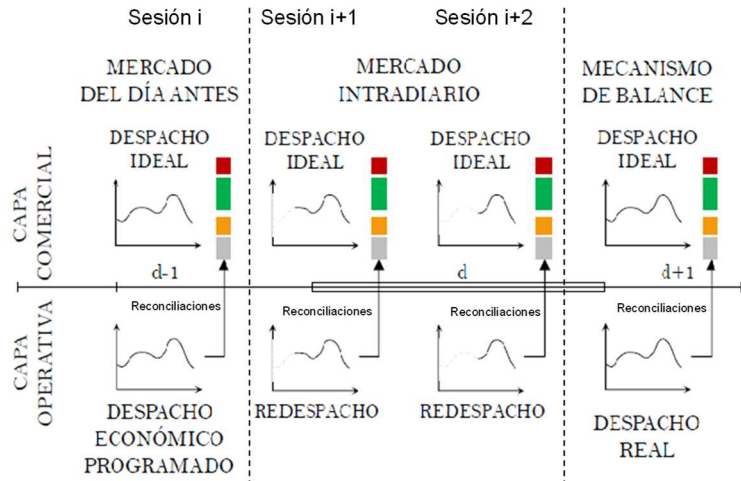 Sesión i
Sesión i+1
Sesión i+2
MERCADO
DEL DÍA ANTES
MERCADO
INTRADIARIO
MECANISMO
DE BALANCE
CAPA
COMERCIAL
DESPACHO
IDEAL
DESPACHO
IDEAL
DESPACHO
IDEAL
DESPACHO
IDEAL
d-1
d
d+1
CAPA
OPERATIVA
Reconciliaciones
Reconciliaciones
Reconciliaciones
Reconciliaciones
DESPACHO
ECONÓMICO
PROGRAMADO
REDESPACHO
REDESPACHO
DESPACHO
REAL